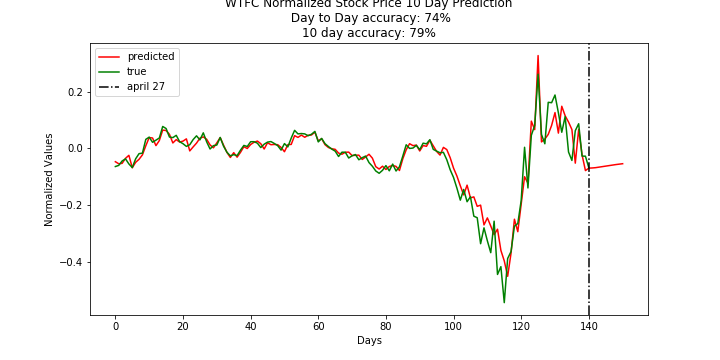 WTFC Normalized Stock Price 10 Day Prediction
Day to Day accuracy: 74%
10 day accuracy: 79%
predicted
true
april 27
Normalized Values
0.2
0.0
−0.2
−0.4
0
20
40
60
80
100
120
140
Days